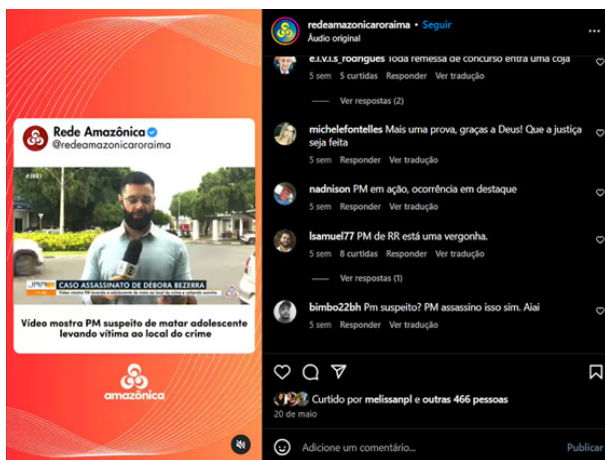 redeamazonicaroraima • Seguir
Áudio original
e.l.v.i.s_rodrigues Toda remessa de concurso entra uma coja
5 sem 5 curtidas Responder Ver tradução
Ver respostas (2)
michelefontelles Mais uma prova, graças a Deus! Que a justiça
seja feita
5 sem Responder Ver tradução
nadnison PM em ação, ocorrência em destaque
5 sem Responder Ver tradução
lsamuel77 PM de RR está uma vergonha.
5 sem 8 curtidas Responder Ver tradução
Ver respostas (1)
bimbo22bh Pm suspeito? PM assassino isso sim. Aiai
5 sem Responder Ver tradução
Curtido por melissanpl e outras 466 pessoas
20 de maio
Adicione um comentário... Publicar
Rede Amazônica
@redeamazonicaroraima
#JRR1
CASO ASSASSINATO DE DÉBORA BEZERRA
Vídeo mostra PM suspeito de matar adolescente
levando vítima ao local do crime
amazônica